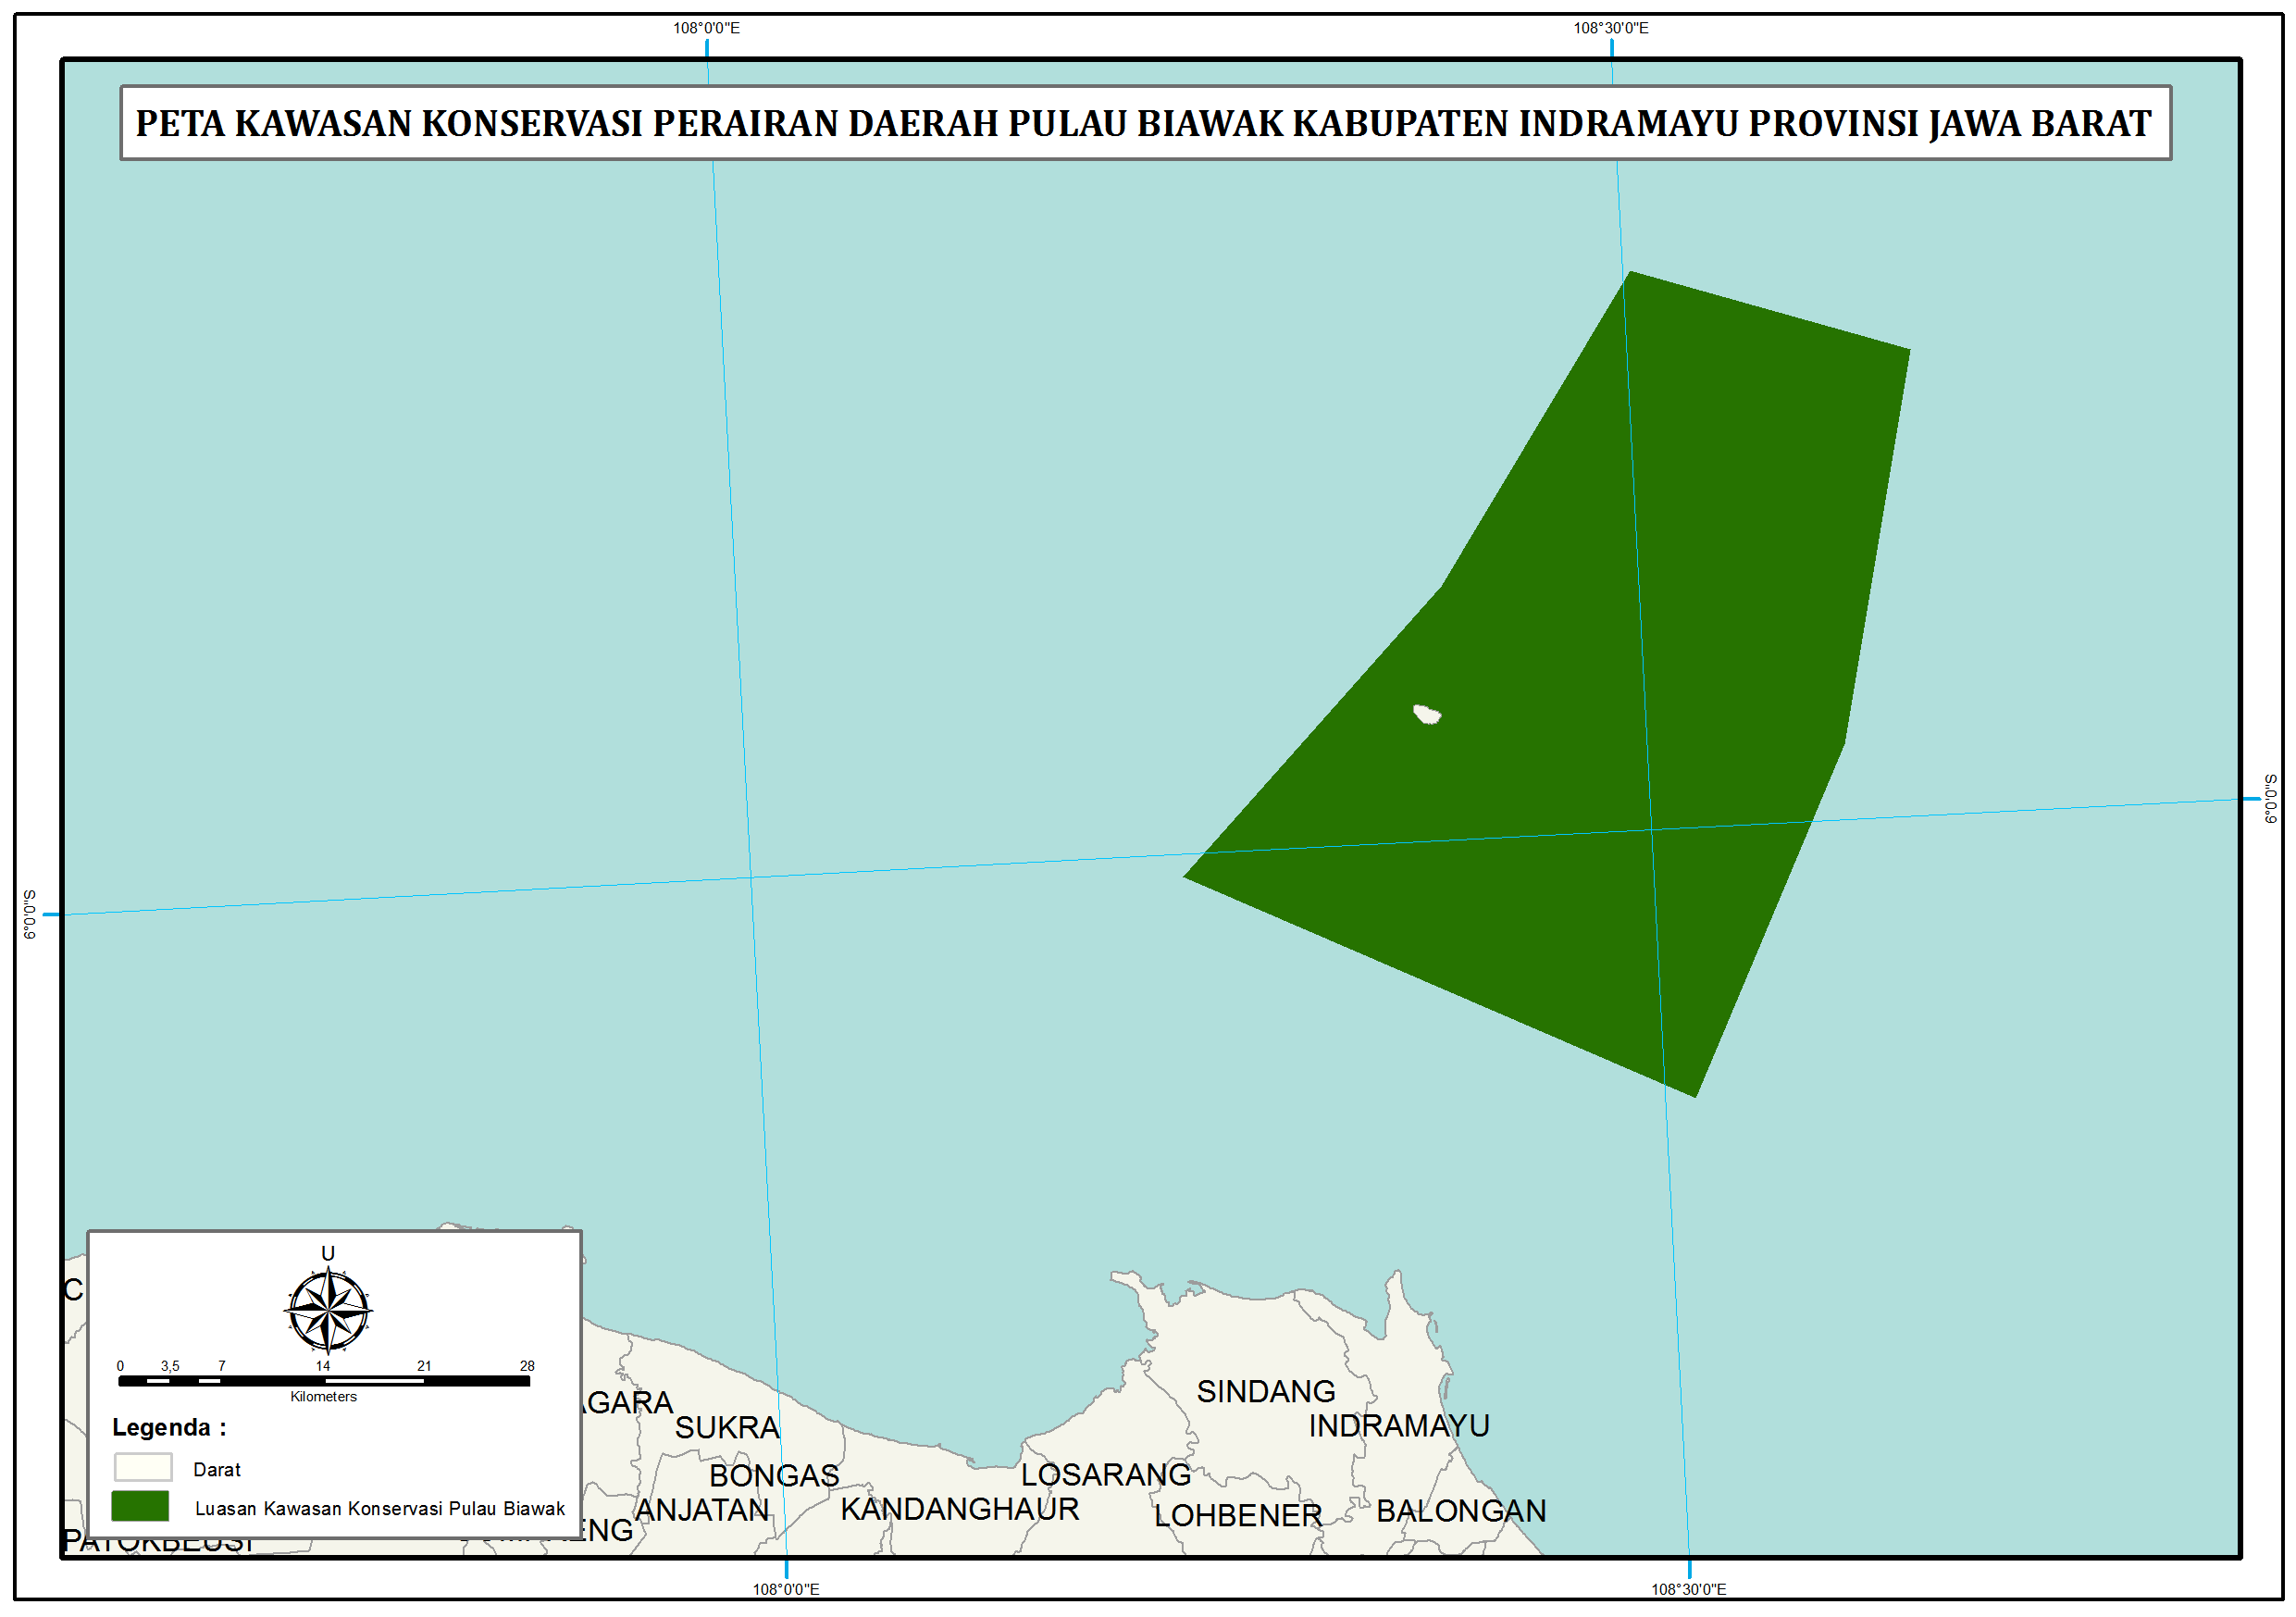 108°0'0"E 108°30'0"E
PETA KAWASAN KONSERVASI PERAIRAN DAERAH PULAU BIAWAK KABUPATEN INDRAMAYU PROVINSI JAWA BARAT
6°0'0"S
6°0'0"S
U
C
0 3,5 7 14 21 28
Kilometers
Legenda :
Darat
Luasan Kawasan Konservasi Pulau Biawak
AGARA
SUKRA
SINDANG
INDRAMAYU
BONGAS
LOSARANG
ANJATAN
KANDANGHAUR
LOHBENER
BALONGAN
ENG
PATOKBEUSI
108°0'0"E 108°30'0"E